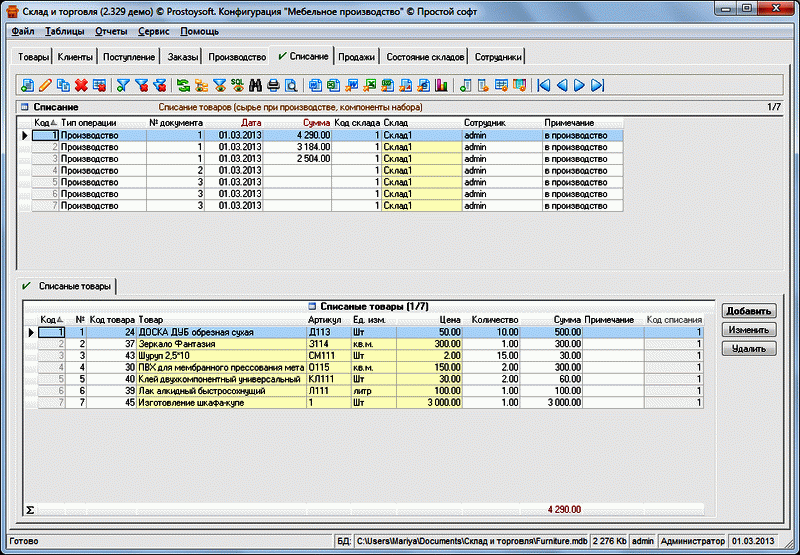 Склад и торговля (2.329 демо) © Prostoysoft. Конфигурация "Мебельное производство" © Простой софт
Файл Таблицы Отчеты Сервис Помощь
Товары Клиенты Поступление Заказы Производство Списание Продажи Состояние складов Сотрудники
SQL
Списание Списание товаров (сырье при производстве, компоненты набора) 1/7
Код Тип операции № документа Дата Сумма Код склада Склад Сотрудник Примечание
1 Производство 1 01.03.2013 4 290.00 1 Склад1 admin в производство
2 Производство 1 01.03.2013 3 184.00 1 Склад1 admin в производство
3 Производство 1 01.03.2013 2 504.00 1 Склад1 admin в производство
4 Производство 2 01.03.2013 1 Склад1 admin в производство
5 Производство 3 01.03.2013 1 Склад1 admin в производство
6 Производство 3 01.03.2013 1 Склад1 admin в производство
7 Производство 3 01.03.2013 1 Склад1 admin в производство
Списаные товары
Списаные товары (1/7)
Код № Код товара Товар Артикул Ед. изм. Цена Количество Сумма Примечание Код списания
1 1 24 ДОСКА ДУБ обрезная сухая Д113 Шт 50.00 10.00 500.00 1
2 2 37 Зеркало Фантазия З114 кв.м. 300.00 1.00 300.00 1
3 3 43 Шуруп 2,5*10 СМ111 Шт 2.00 15.00 30.00 1
4 4 30 ПВХ для мембранного прессования мета О115 кв.м. 150.00 2.00 300.00 1
5 5 40 Клей двухкомпонентный универсальный КЛ111 Шт 30.00 2.00 60.00 1
6 6 39 Лак алкидный быстросохнущий Л111 литр 100.00 1.00 100.00 1
7 7 45 Изготовление шкафа-купе 1 Шт 3 000.00 1.00 3 000.00 1
Σ 4 290.00
Добавить
Изменить
Удалить
Готово БД: C:\Users\Mariya\Documents\Склад и торговля\Furniture.mdb 2 276 Kb admin Администратор 01.03.2013